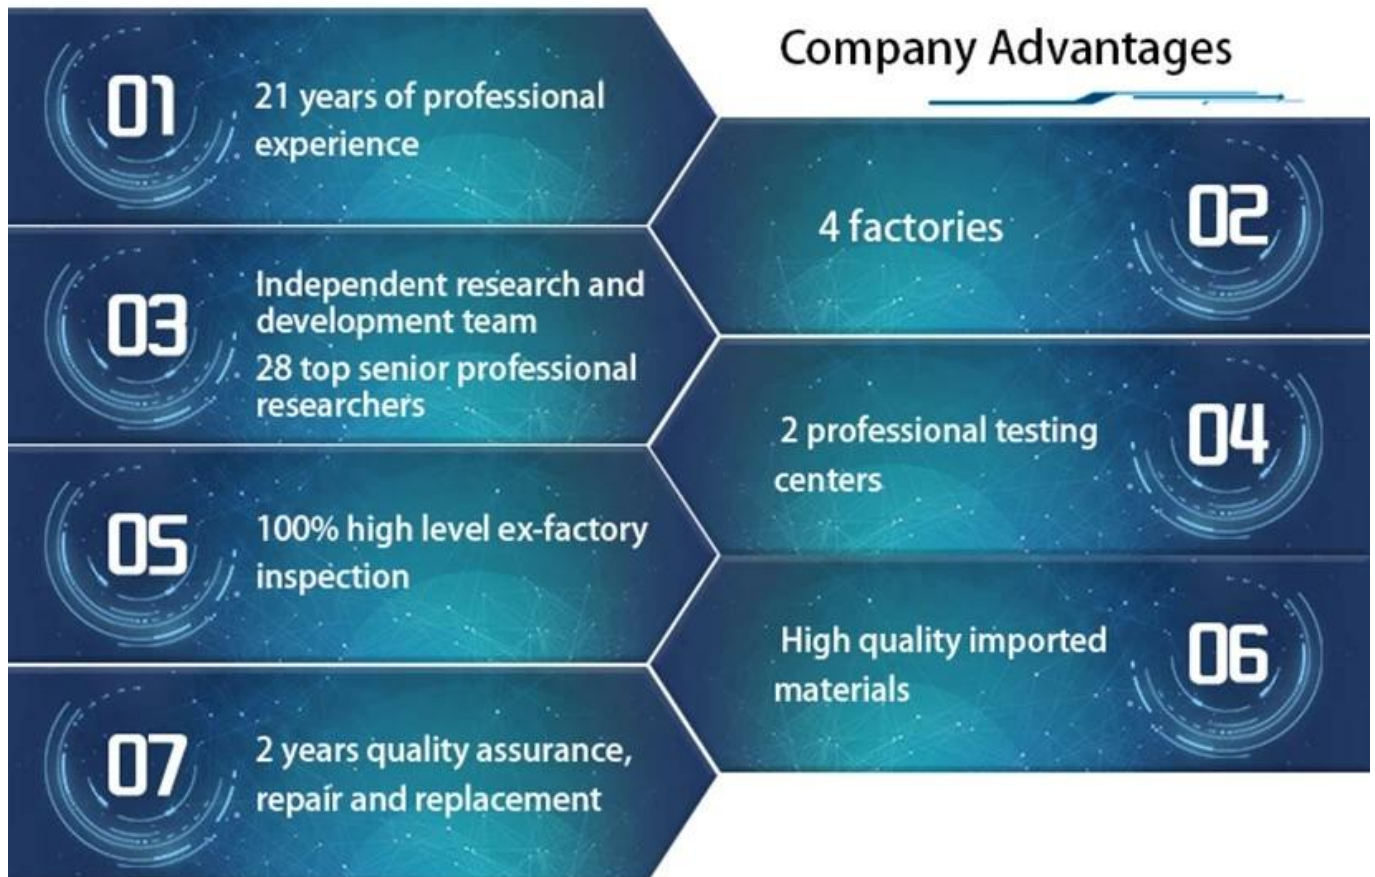 Company Advantages
01
21 years of professional
experience
02
4 factories
03
Independent research and
development team
28 top senior professional
researchers
04
2 professional testing
centers
05
100% high level ex-factory
inspection
06
High quality imported
materials
07
2 years quality assurance,
repair and replacement